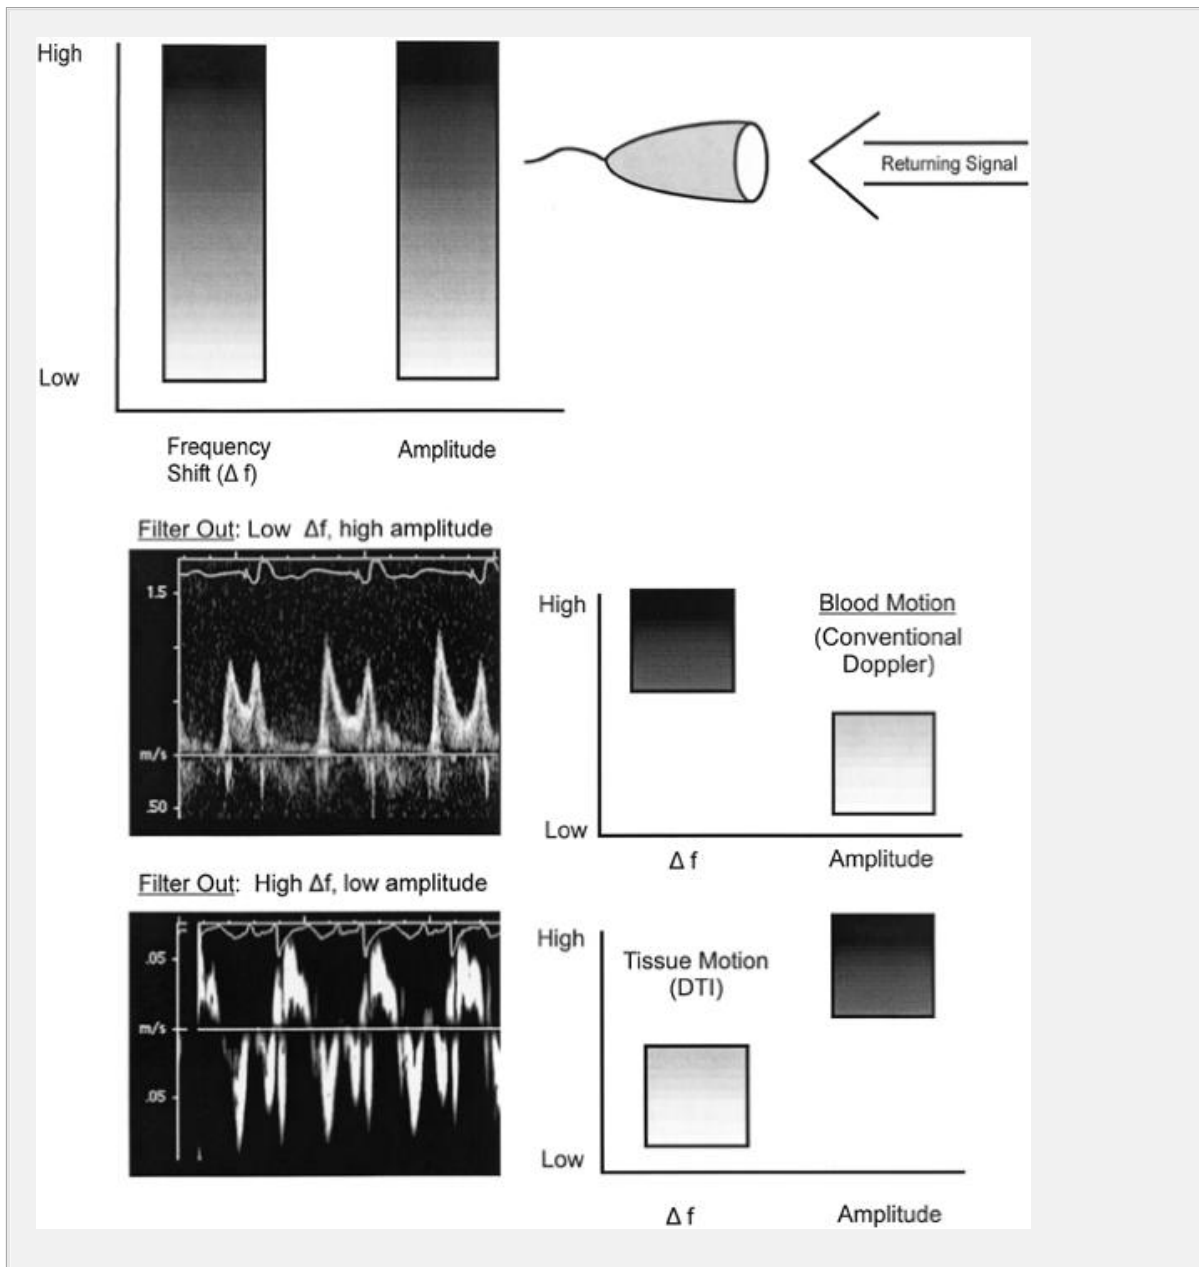 High
Returning Signal
Low
Frequency
Shift (Δ f)
Amplitude
Filter Out: Low Δf, high amplitude
1.5
m/s
.50
High
Blood Motion
(Conventional
Doppler)
Low
Δ f
Amplitude
Filter Out: High Δf, low amplitude
.05
m/s
.05
High
Tissue Motion
(DTI)
Low
Δ f
Amplitude